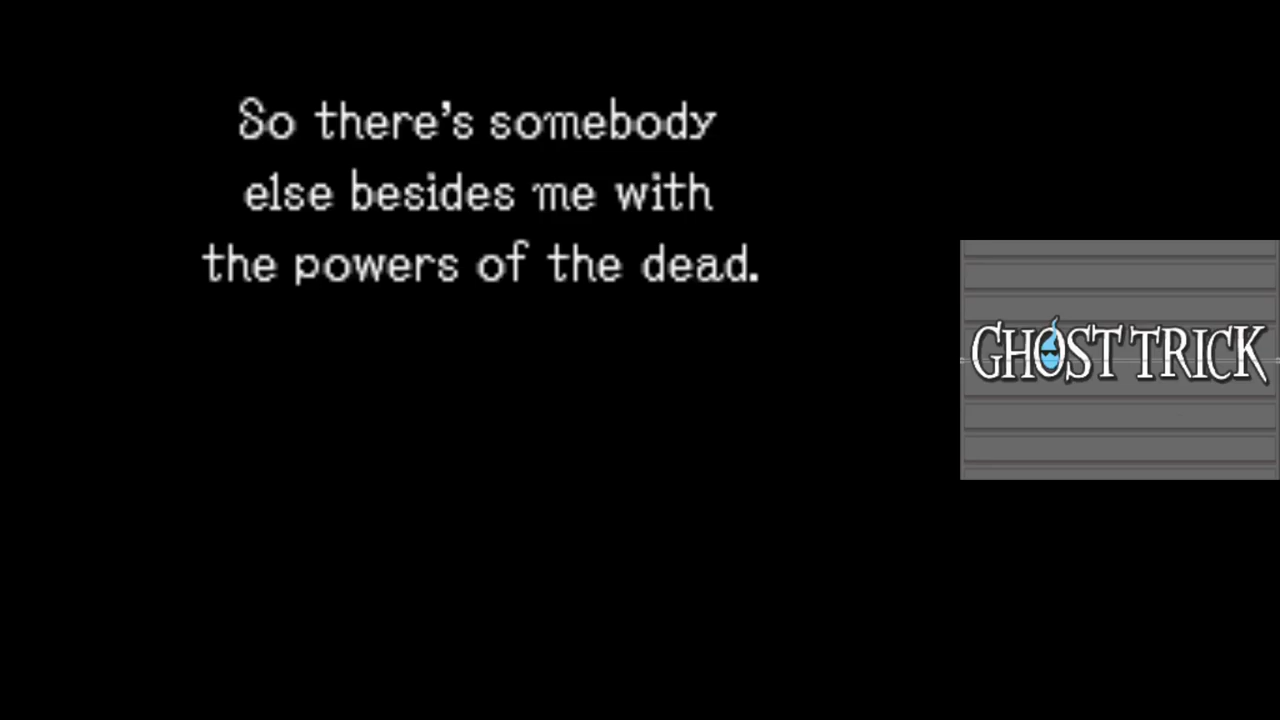 So there's somebody
else besides me with
the powers of the dead.
GHOST TRICK